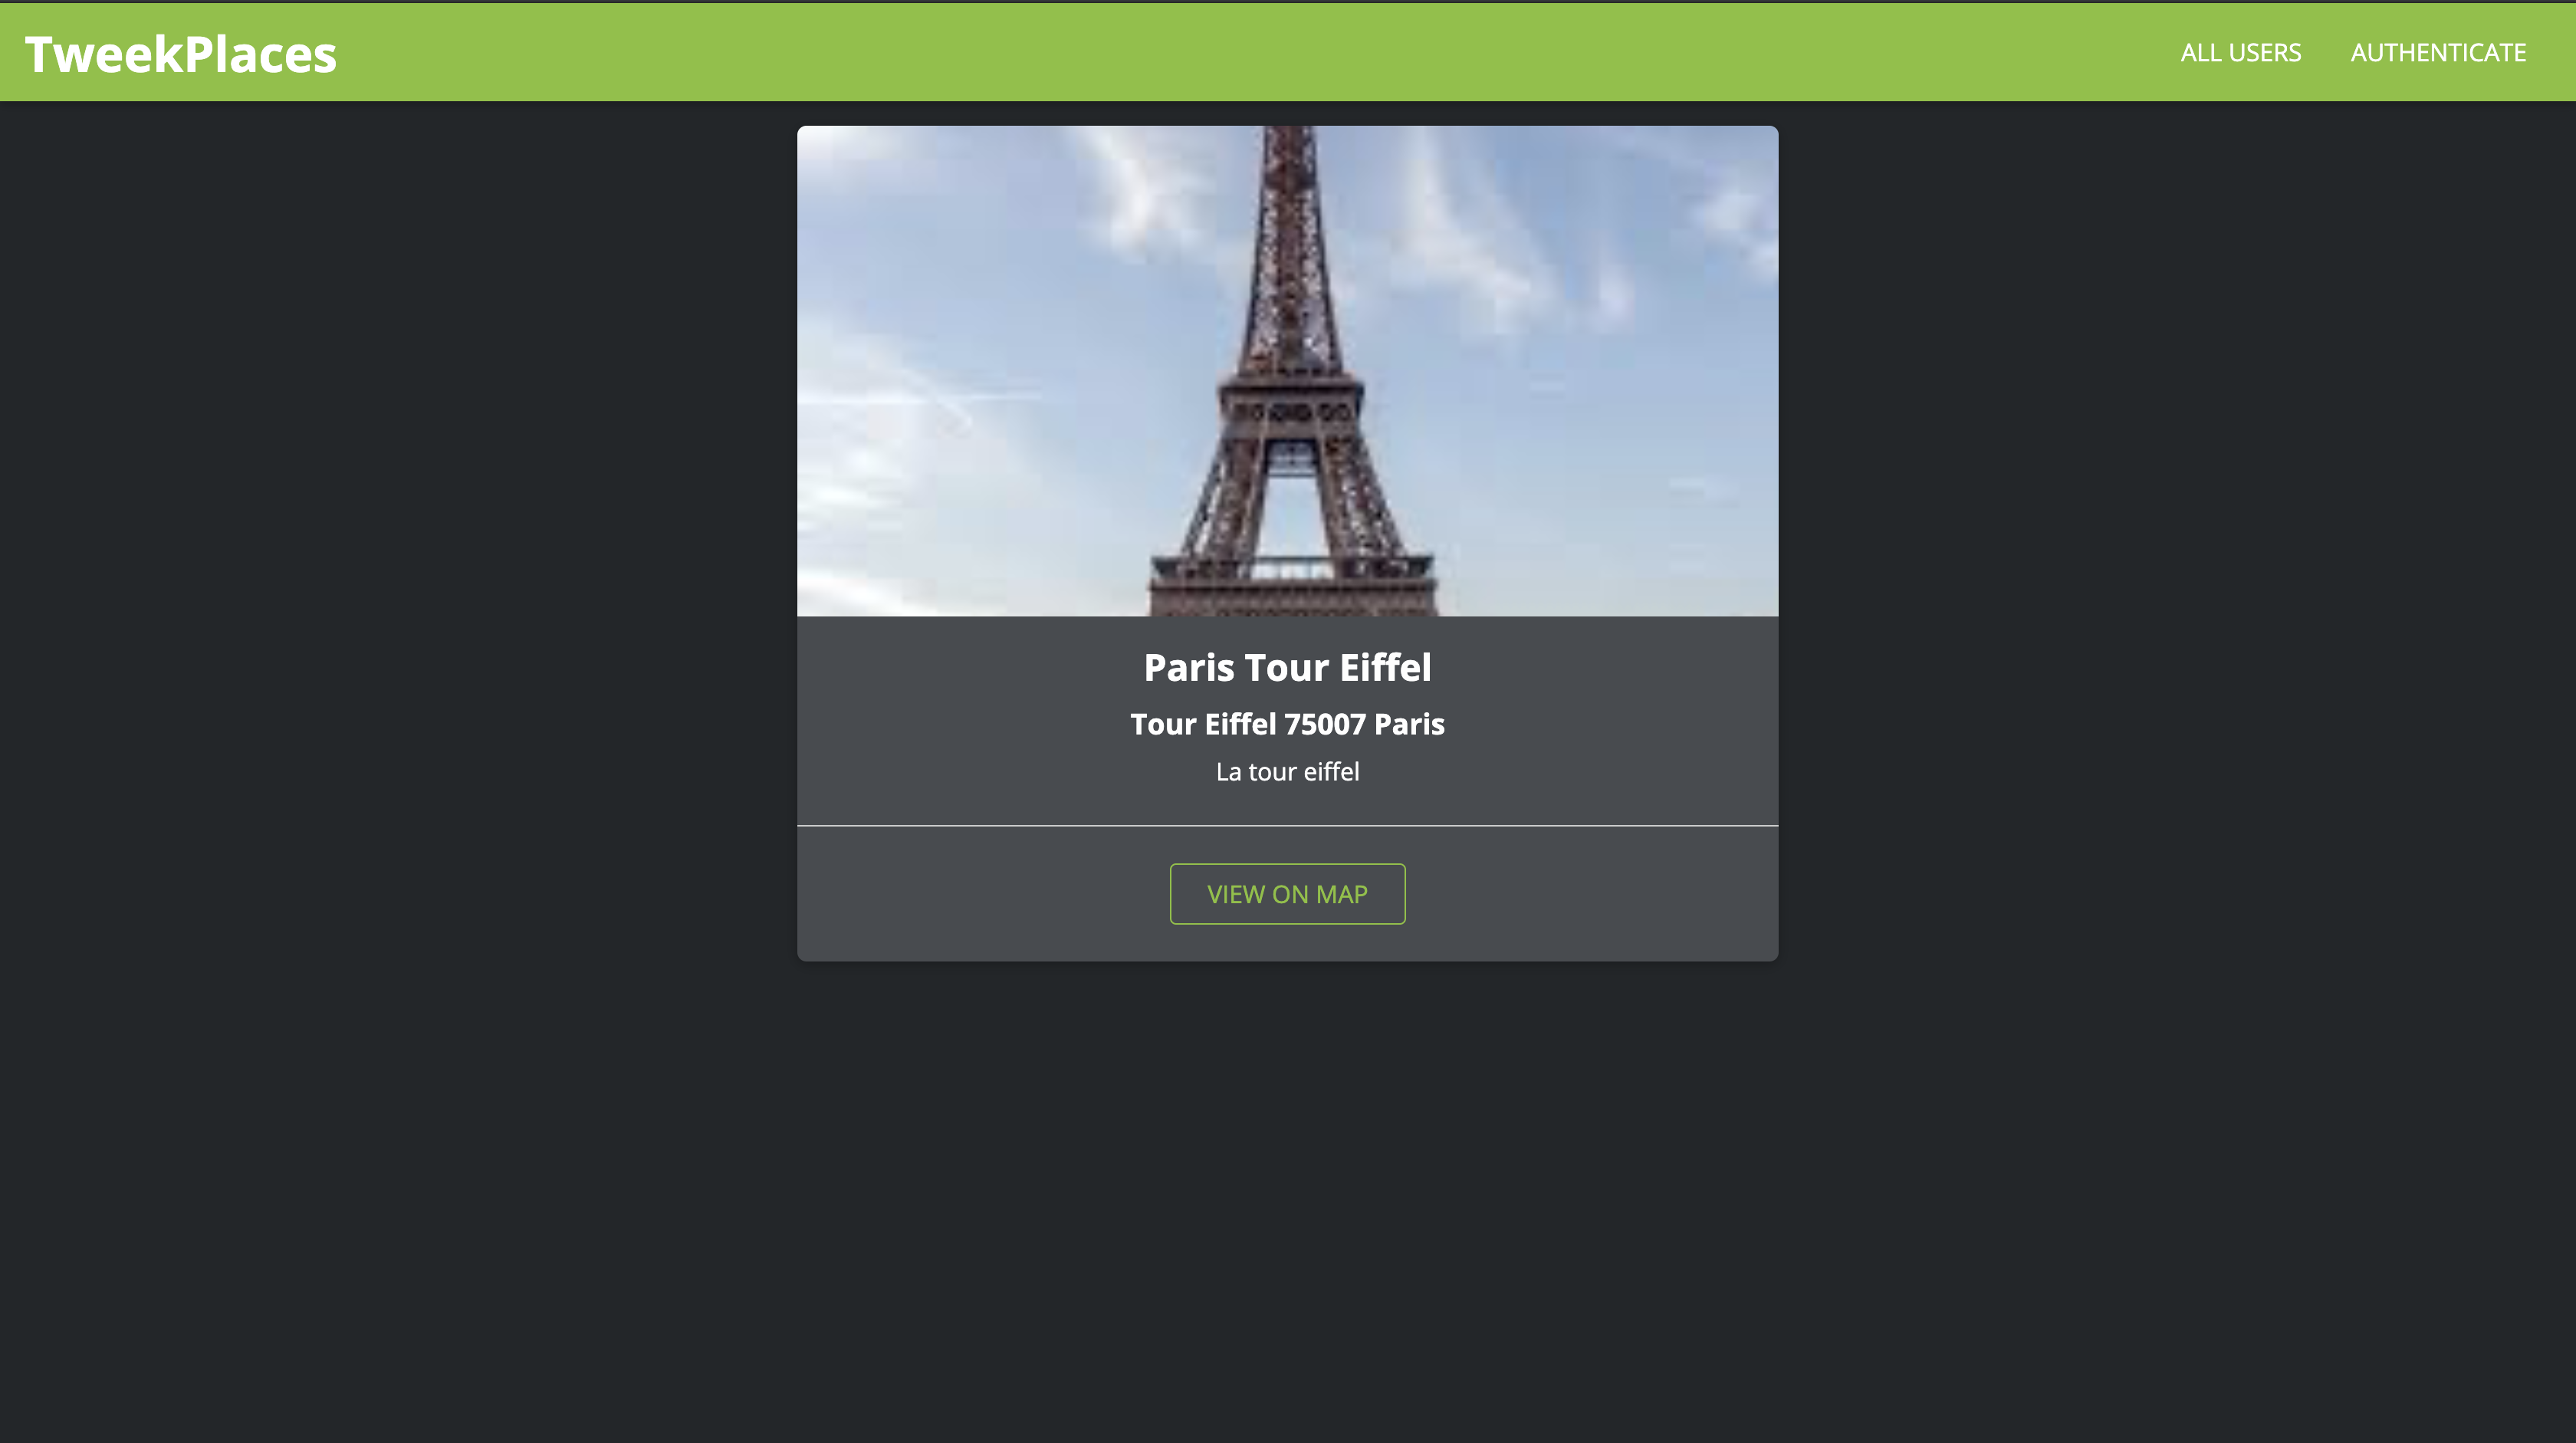 TweekPlaces
ALL USERS
AUTHENTICATE
Paris Tour Eiffel
Tour Eiffel 75007 Paris
La tour eiffel
VIEW ON MAP